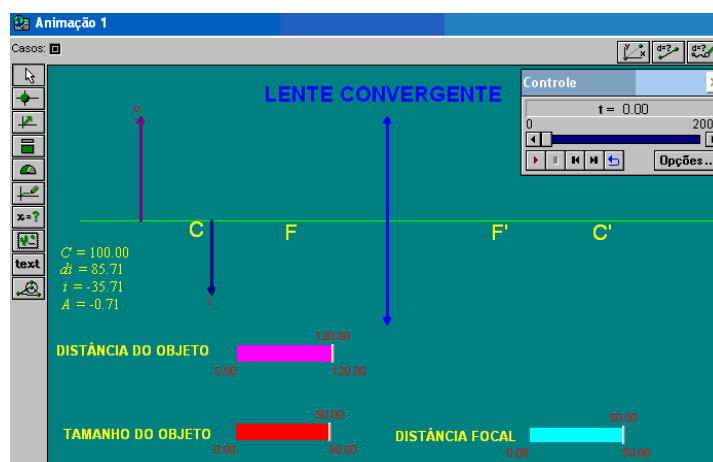 Animação 1
Casos:
LENTE CONVERGENTE
Controle
t = 0.00
0
200
Opções..
Y
X
d=?
d=?
x=?
text
o
C
F
F'
C'
C = 100.00
di = 85.71
i = -35.71
A = -0.71
DISTÂNCIA DO OBJETO
120.00
0.00
120.00
TAMANHO DO OBJETO
50.00
0.00
50.00
DISTÂNCIA FOCAL
50.00
0.00
50.00